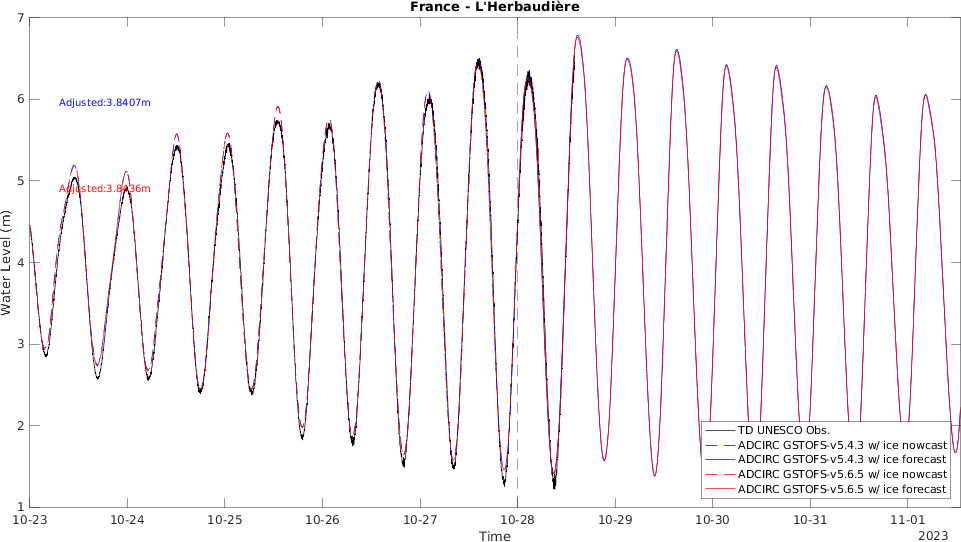 France - L'Herbaudière
7
6
5
4
3
2
1
Water Level (m)
Adjusted:3.8407m
Adjusted:3.8436m
TD UNESCO Obs.
ADCIRC GSTOFS-v5.4.3 w/ ice nowcast
ADCIRC GSTOFS-v5.4.3 w/ ice forecast
ADCIRC GSTOFS-v5.6.5 w/ ice nowcast
ADCIRC GSTOFS-v5.6.5 w/ ice forecast
10-23 10-24 10-25 10-26 10-27 10-28 10-29 10-30 10-31 11-01
Time
2023